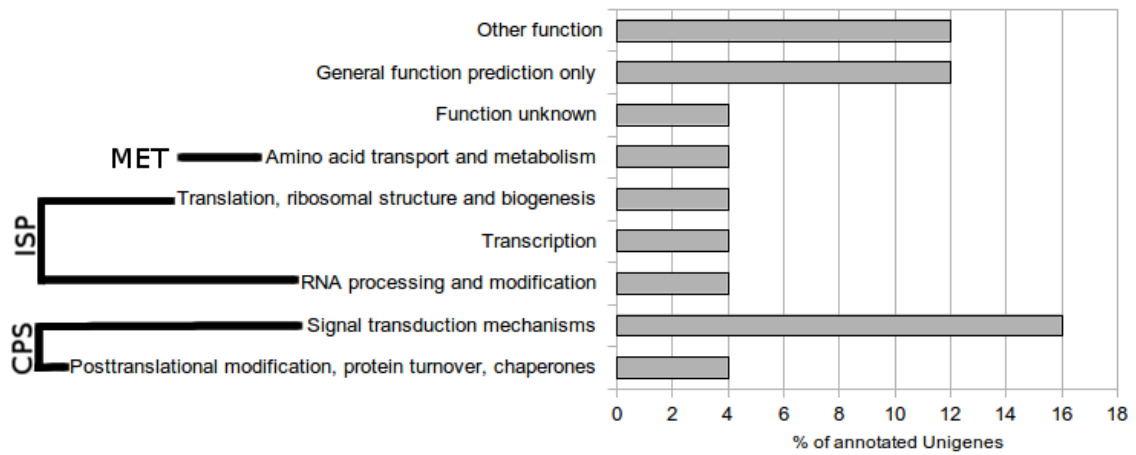 Other function
General function prediction only
Function unknown
MET Amino acid transport and metabolism
Translation, ribosomal structure and biogenesis
ISP
Transcription
RNA processing and modification
Signal transduction mechanisms
CPS
Posttranslational modification, protein turnover, chaperones
0 2 4 6 8 10 12 14 16 18
% of annotated Unigenes